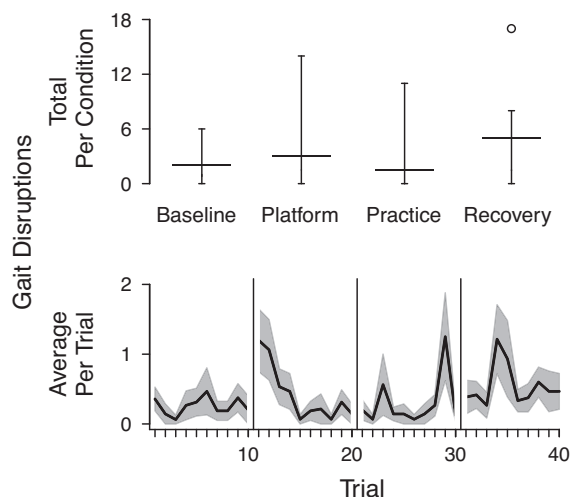 Gait Disruptions
Total
Per Condition
18
12
6
0
Baseline Platform Practice Recovery
Average
Per Trial
2
1
0
10 20 30 40
Trial